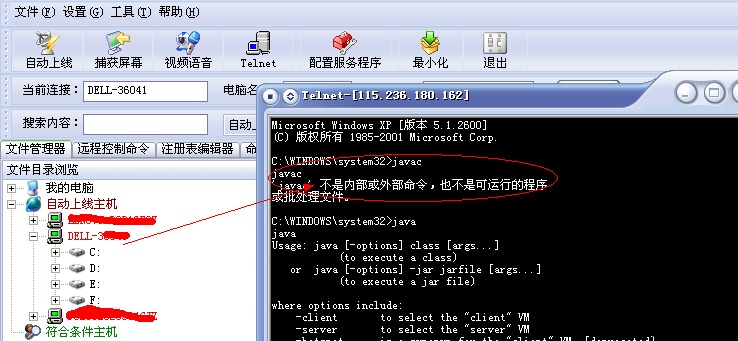 文件(F) 设置(G) 工具(T) 帮助(H)
自动上线 捕获屏幕 视频语音 Telnet 配置服务程序 最小化 退出
当前连接: DELL-36041 电脑名
搜索内容: 自动上
文件管理器 远程控制命令 注册表编辑器
文件目录浏览
我的电脑
自动上线主机
DELL-
C:
D:
E:
F:
符合条件主机
Telnet-[115.236.180.162]
Microsoft Windows XP [版本 5.1.2600]
(C) 版权所有 1985-2001 Microsoft Corp.
C:\WINDOWS\system32>javac
javac
'javac' 不是内部或外部命令，也不是可运行的程序
或批处理文件。
C:\WINDOWS\system32>java
java
Usage: java [-options] class [args...]
(to execute a class)
or java [-options] -jar jarfile [args...]
(to execute a jar file)
where options include:
-client to select the "client" VM
-server to select the "server" VM